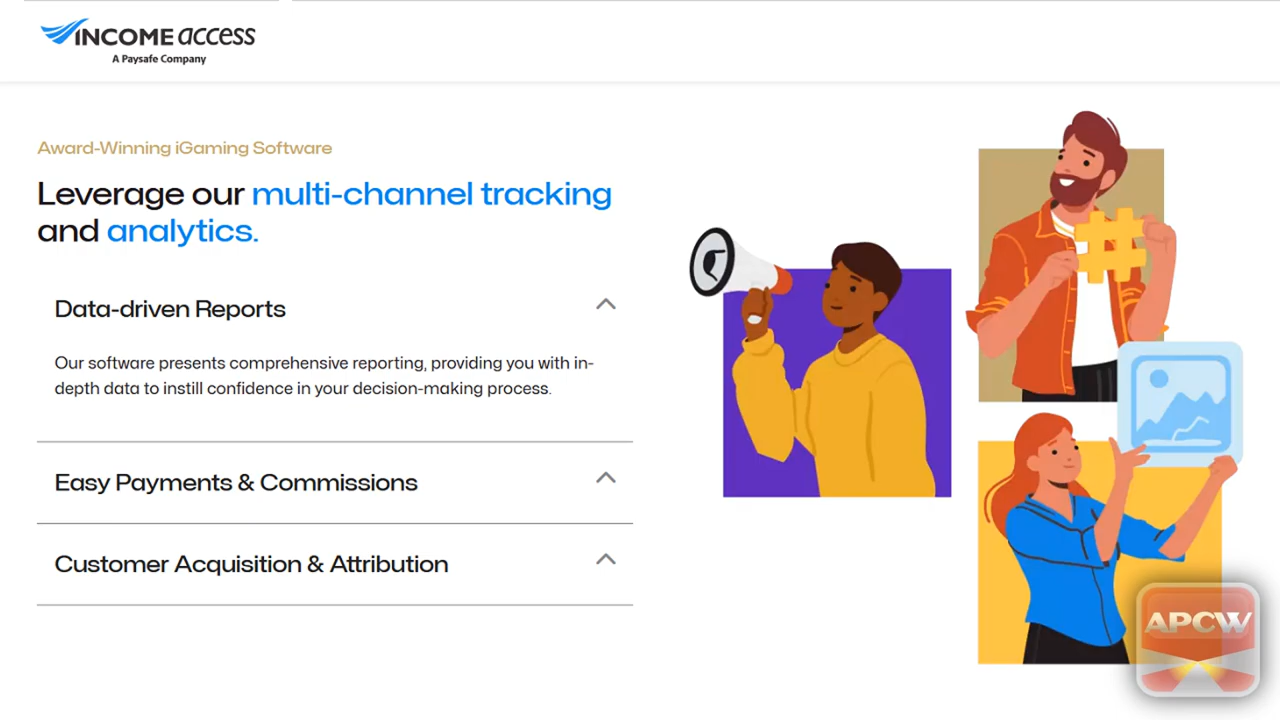 INCOME access
A Paysafe Company
Award-Winning iGaming Software
Leverage our multi-channel tracking
and analytics.
Data-driven Reports
Our software presents comprehensive reporting, providing you with in-
depth data to instill confidence in your decision-making process.
Easy Payments & Commissions
Customer Acquisition & Attribution
#
APCW